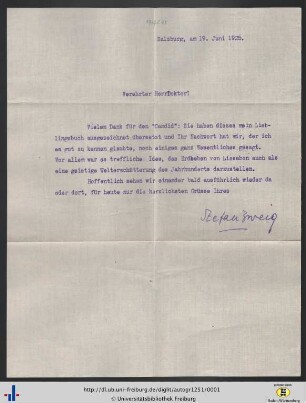 Salzburg, am 19. Juni 1925.
Verehrter Herr Doktor!
Vielen Dank für den "Candid": Sie haben dieses mein Lieb-
lingsbuch ausgezeichnet übersetzt und Ihr Nachwort hat mir, der ich
es gut zu kennen glaubte, noch einiges ganz Wesentliches gesagt.
Vor allem war es treffliche Idee, das Erdbeben von Lissabon auch als
eine geistige Welterschütterung des Jahrhunderts darzustellen.
Hoffentlich sehen wir einander bald ausführlich wieder da
oder dort, für heute nur die herzlichsten Grüsse Ihres
Stefan Zweig
http://dl.ub.uni-freiburg.de/diglit/autogr1251/0001
© Universitätsbibliothek Freiburg